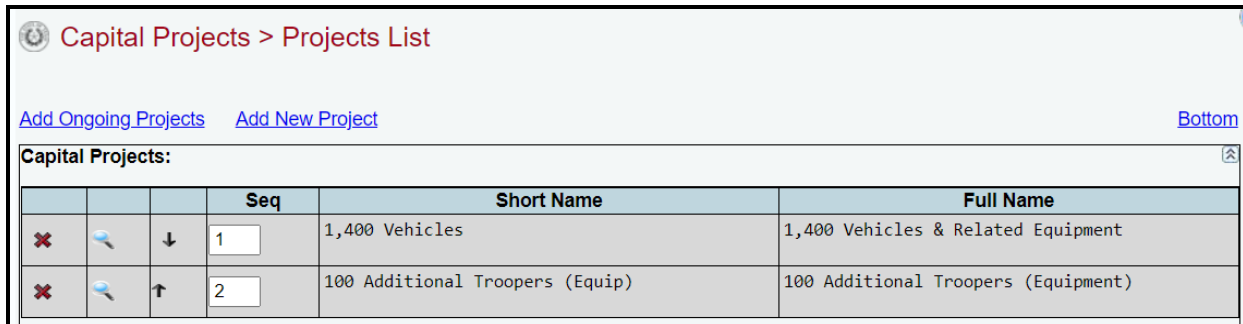 Capital Projects > Projects List
Add Ongoing Projects Add New Project Bottom
Capital Projects:
Seq Short Name Full Name
1 1,400 Vehicles 1,400 Vehicles & Related Equipment
2 100 Additional Troopers (Equip) 100 Additional Troopers (Equipment)